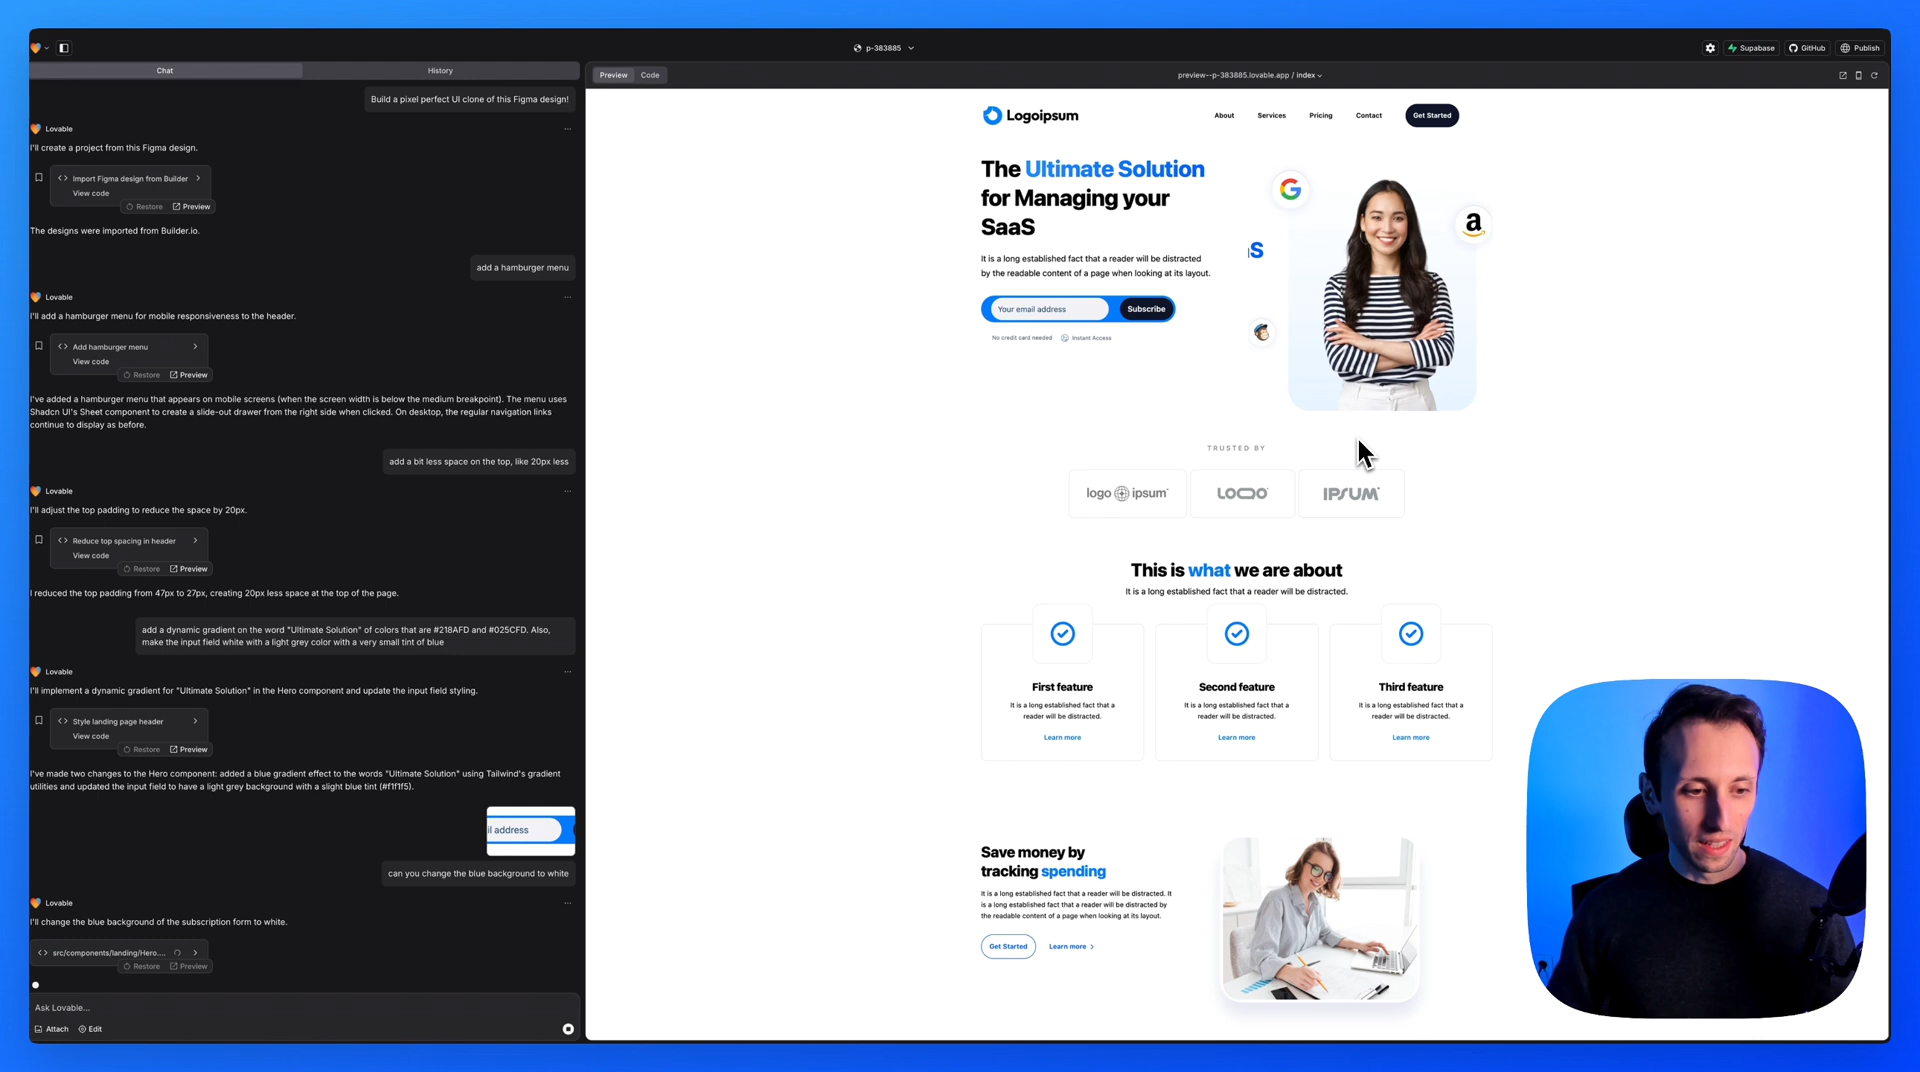 p-383885
Supabase
GitHub
Publish
Chat
History
Build a pixel perfect UI clone of this Figma design!
Lovable
I'll create a project from this Figma design.
Import Figma design from Builder
View code
Restore
Preview
The designs were imported from Builder.io.
add a hamburger menu
Lovable
I'll add a hamburger menu for mobile responsiveness to the header.
Add hamburger menu
View code
Restore
Preview
I've added a hamburger menu that appears on mobile screens (when the screen width is below the medium breakpoint). The menu uses
Shadcn UI's Sheet component to create a slide-out drawer from the right side when clicked. On desktop, the regular navigation links
continue to display as before.
add a bit less space on the top, like 20px less
Lovable
I'll adjust the top padding to reduce the space by 20px.
Reduce top spacing in header
View code
Restore
Preview
I reduced the top padding from 47px to 27px, creating 20px less space at the top of the page.
add a dynamic gradient on the word "Ultimate Solution" of colors that are #218AFD and #025CFD. Also,
make the input field white with a light grey color with a very small tint of blue
Lovable
I'll implement a dynamic gradient for "Ultimate Solution" in the Hero component and update the input field styling.
Style landing page header
View code
Restore
Preview
I've made two changes to the Hero component: added a blue gradient effect to the words "Ultimate Solution" using Tailwind's gradient
utilities and updated the input field to have a light grey background with a slight blue tint (#f1f1f5).
il address
can you change the blue background to white
Lovable
I'll change the blue background of the subscription form to white.
src/components/landing/Hero....
Restore
Preview
Ask Lovable...
Attach
Edit
Preview
Code
preview--p-383885.lovable.app / index
Logoipsum
About
Services
Pricing
Contact
Get Started
The Ultimate Solution
for Managing your
SaaS
It is a long established fact that a reader will be distracted
by the readable content of a page when looking at its layout.
Your email address
Subscribe
No credit card needed
Instant Access
G
a
S
TRUSTED BY
logo ipsum
LOGO
IPSUM
This is what we are about
It is a long established fact that a reader will be distracted.
First feature
It is a long established fact that a
reader will be distracted.
Learn more
Second feature
It is a long established fact that a
reader will be distracted.
Learn more
Third feature
It is a long established fact that a
reader will be distracted.
Learn more
Save money by
tracking spending
It is a long established fact that a reader will be distracted. It
is a long established fact that a reader will be distracted by
the readable content of a page when looking at its layout.
Get Started
Learn more